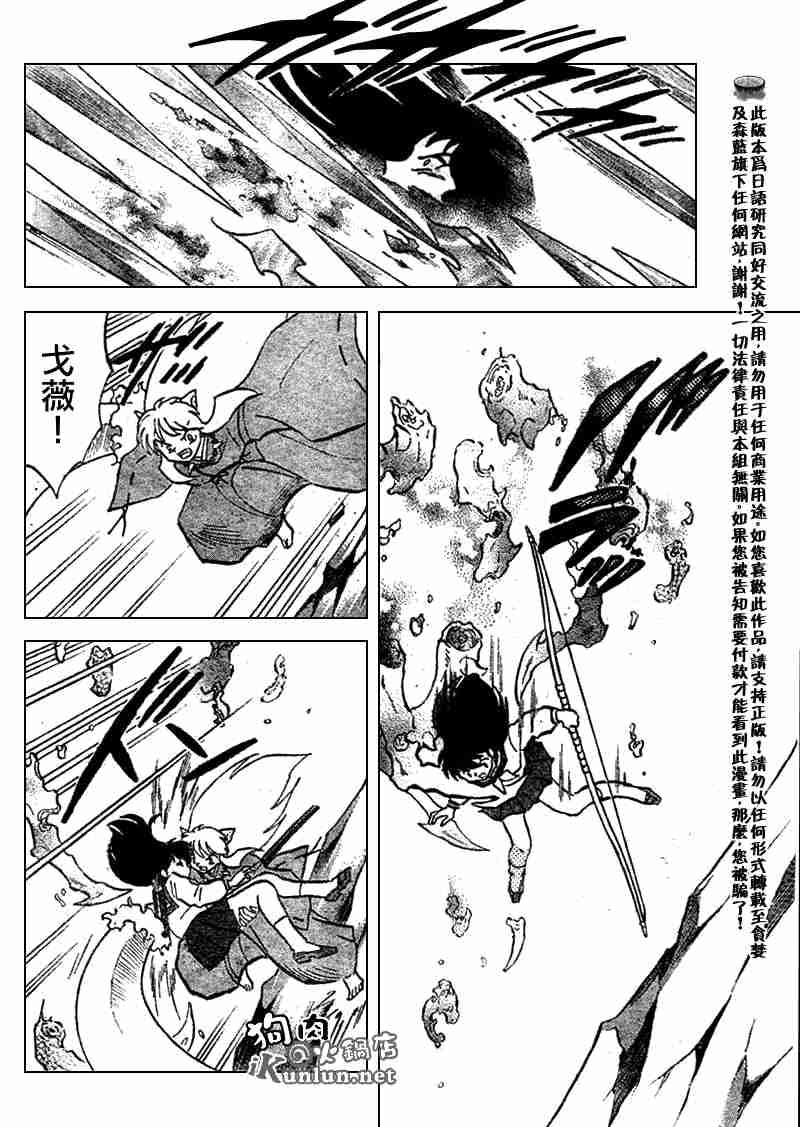 此版本爲日語研究同好交流之用，請勿用于任何商業用途。如您喜歡此作品，請支持正版！請勿以任何形式轉載至貪婪
及森藍旗下任何網站，謝謝！一切法律責任與本組無關。如果您被告知需要付款才能看到此漫畫，那麼，您被騙了！
戈薇！
狗肉
火鍋店
iKunlun.net